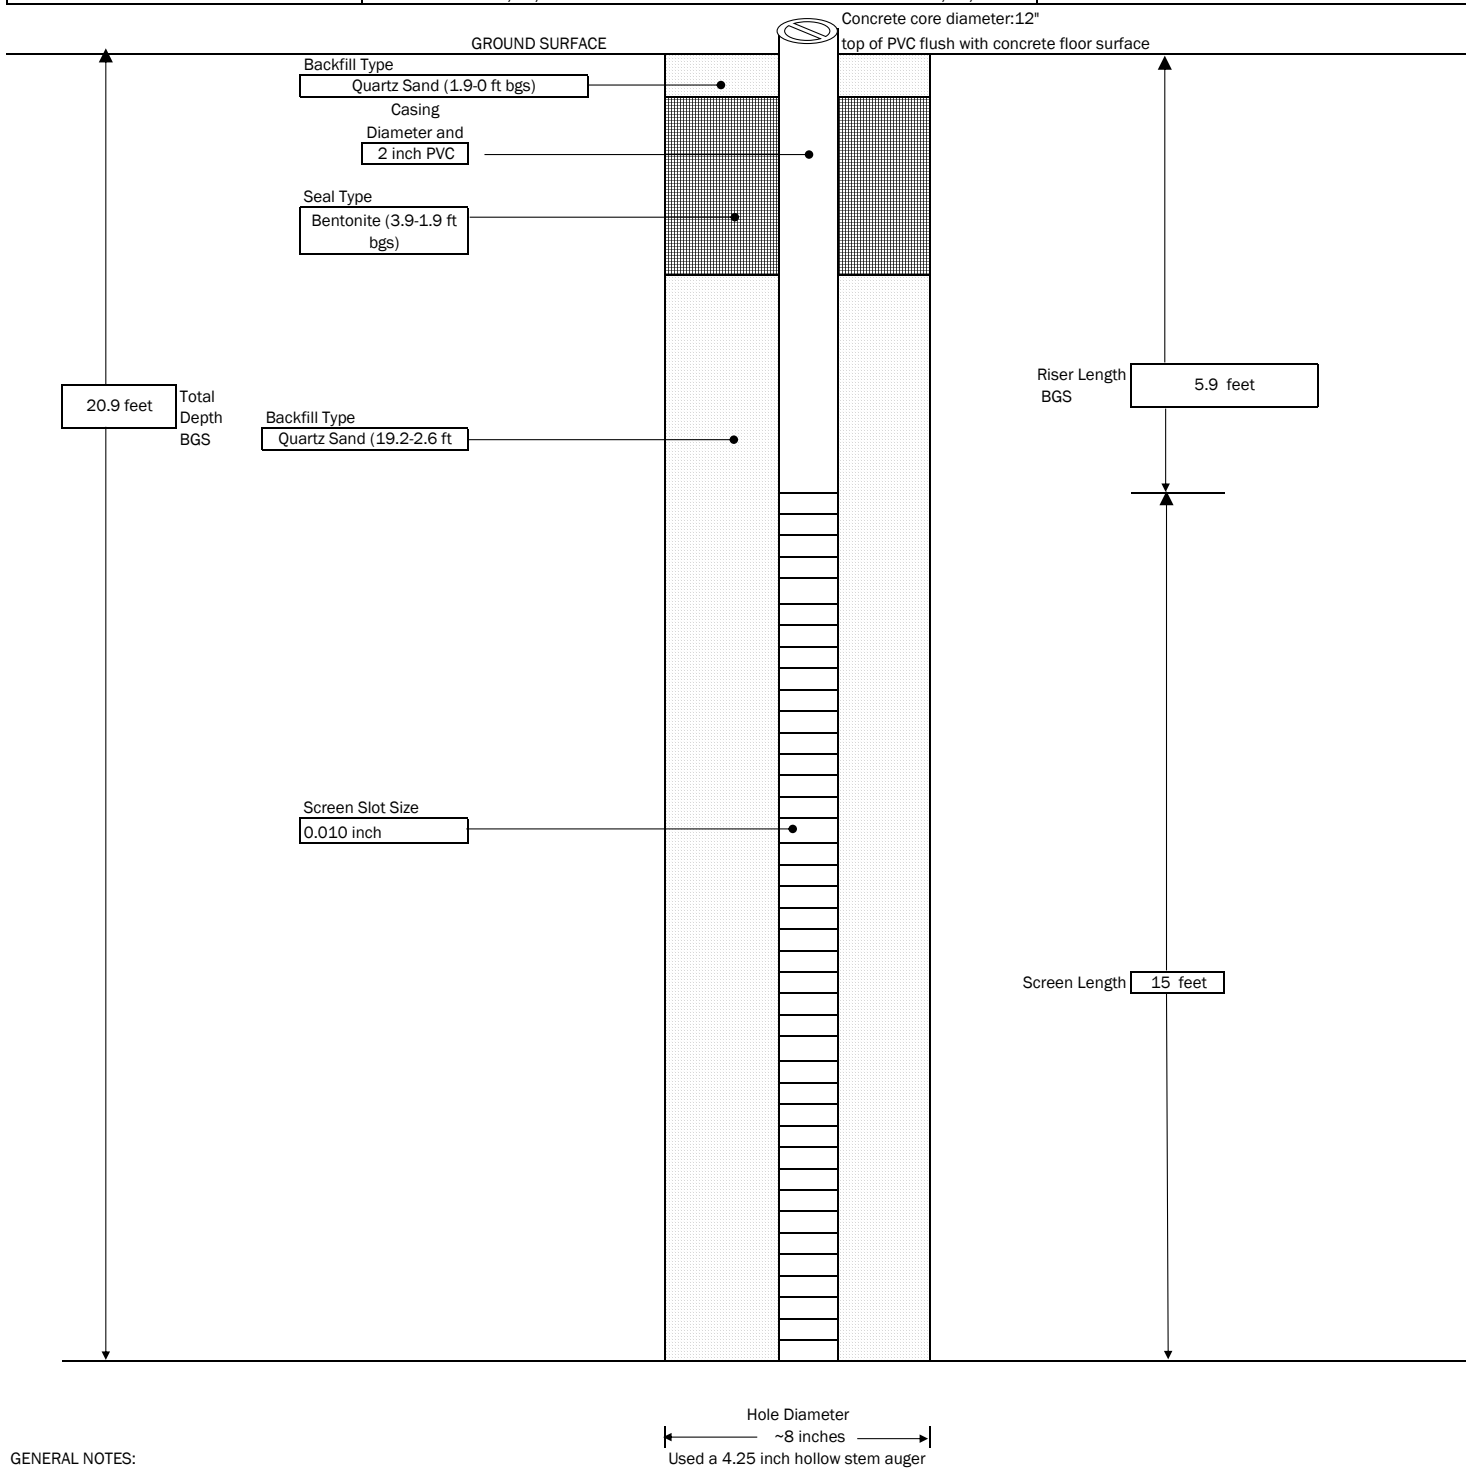 Concrete core diameter:12"
GROUND SURFACE
top of PVC flush with concrete floor surface
Backfill Type
Quartz Sand (1.9-0 ft bgs)
Casing
Diameter and
2 inch PVC
Seal Type
Bentonite (3.9-1.9 ft
bgs)
Riser Length
BGS
5.9 feet
20.9 feet
Total
Depth
BGS
Backfill Type
Quartz Sand (19.2-2.6 ft
Screen Slot Size
0.010 inch
Screen Length
15 feet
Hole Diameter
~8 inches
GENERAL NOTES:
Used a 4.25 inch hollow stem auger